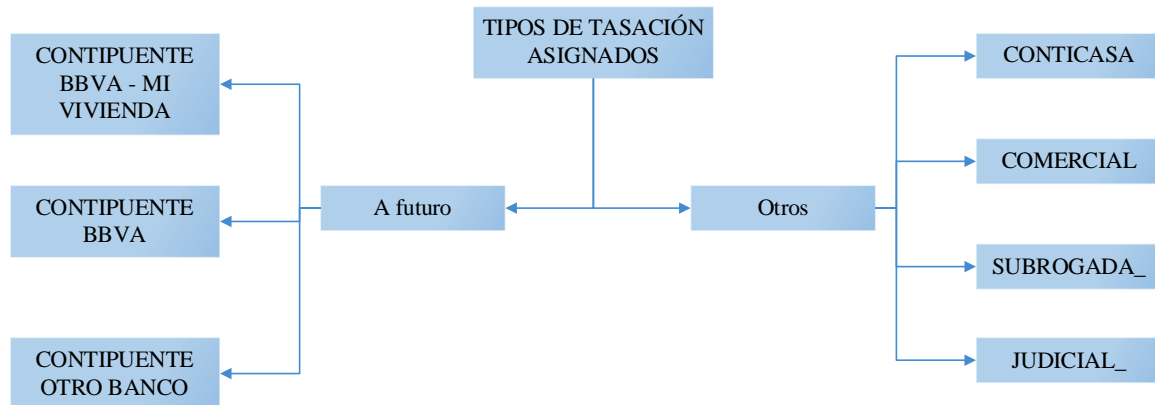 TIPOS DE TASACIÓN
ASIGNADOS
CONTIPUENTE
BBVA - MI
VIVIENDA
CONTIPUENTE
BBVA
CONTIPUENTE
OTRO BANCO
A futuro
Otros
CONTICASA
COMERCIAL
SUBROGADA_
JUDICIAL_